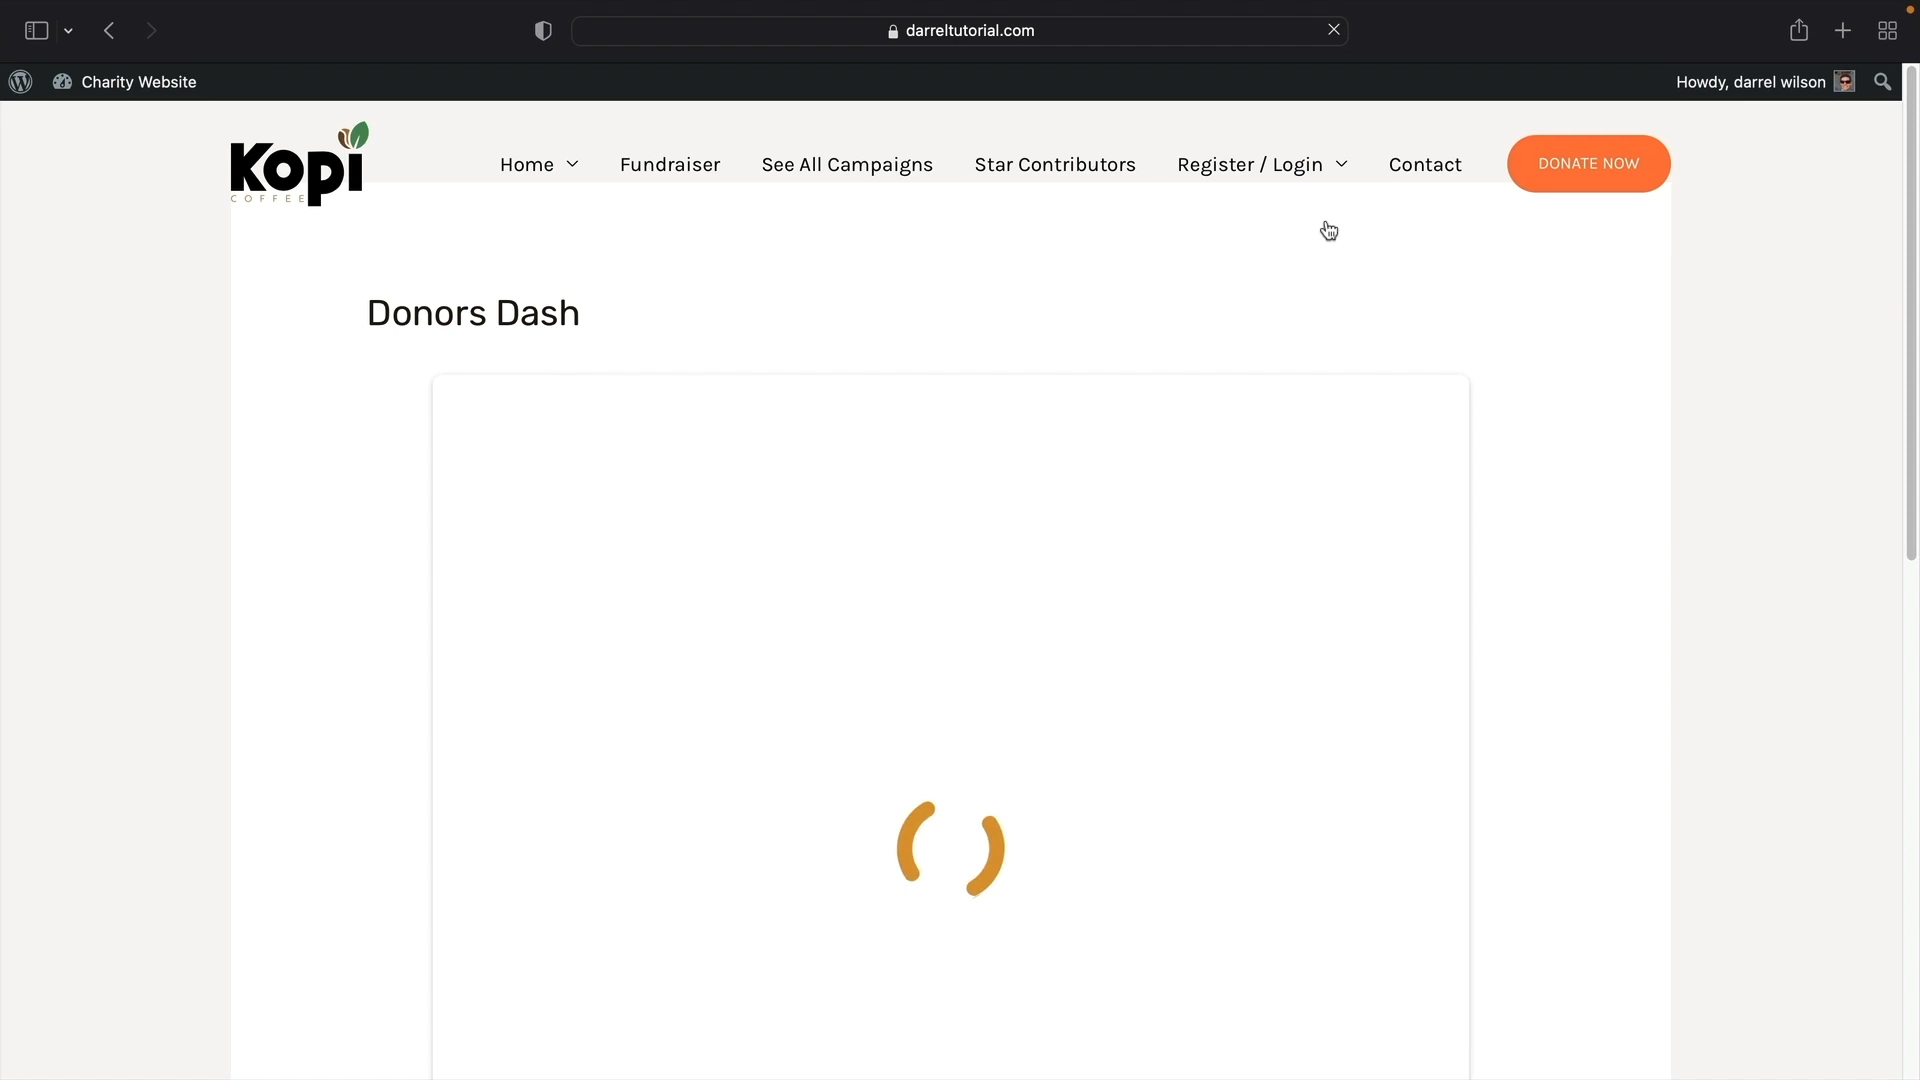 darreltutorial.com
Charity Website
Howdy, darrel wilson
Kopi
COFFEE
Home
Fundraiser
See All Campaigns
Star Contributors
Register / Login
Contact
DONATE NOW
Donors Dash